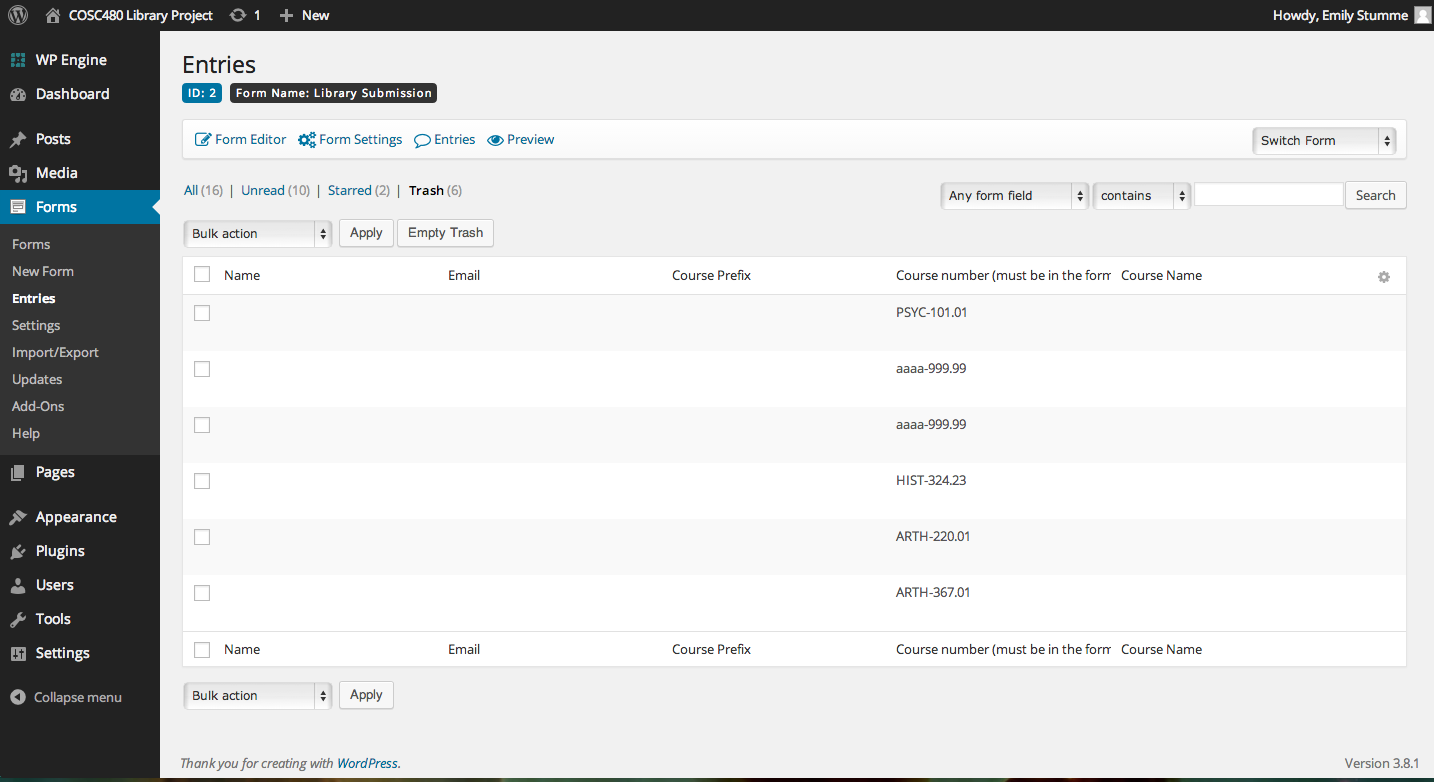 COSC480 Library Project 1 New Howdy, Emily Stumme
WP Engine
Dashboard
Posts
Media
Forms
Forms
New Form
Entries
Settings
Import/Export
Updates
Add-Ons
Help
Pages
Appearance
Plugins
Users
Tools
Settings
Collapse menu
Entries
ID: 2 Form Name: Library Submission
Form Editor Form Settings Entries Preview Switch Form
All (16) | Unread (10) | Starred (2) | Trash (6) Any form field contains Search
Bulk action Apply Empty Trash
Name Email Course Prefix Course number (must be in the form Course Name
PSYC-101.01
aaaa-999.99
aaaa-999.99
HIST-324.23
ARTH-220.01
ARTH-367.01
Name Email Course Prefix Course number (must be in the form Course Name
Bulk action Apply
Thank you for creating with WordPress. Version 3.8.1